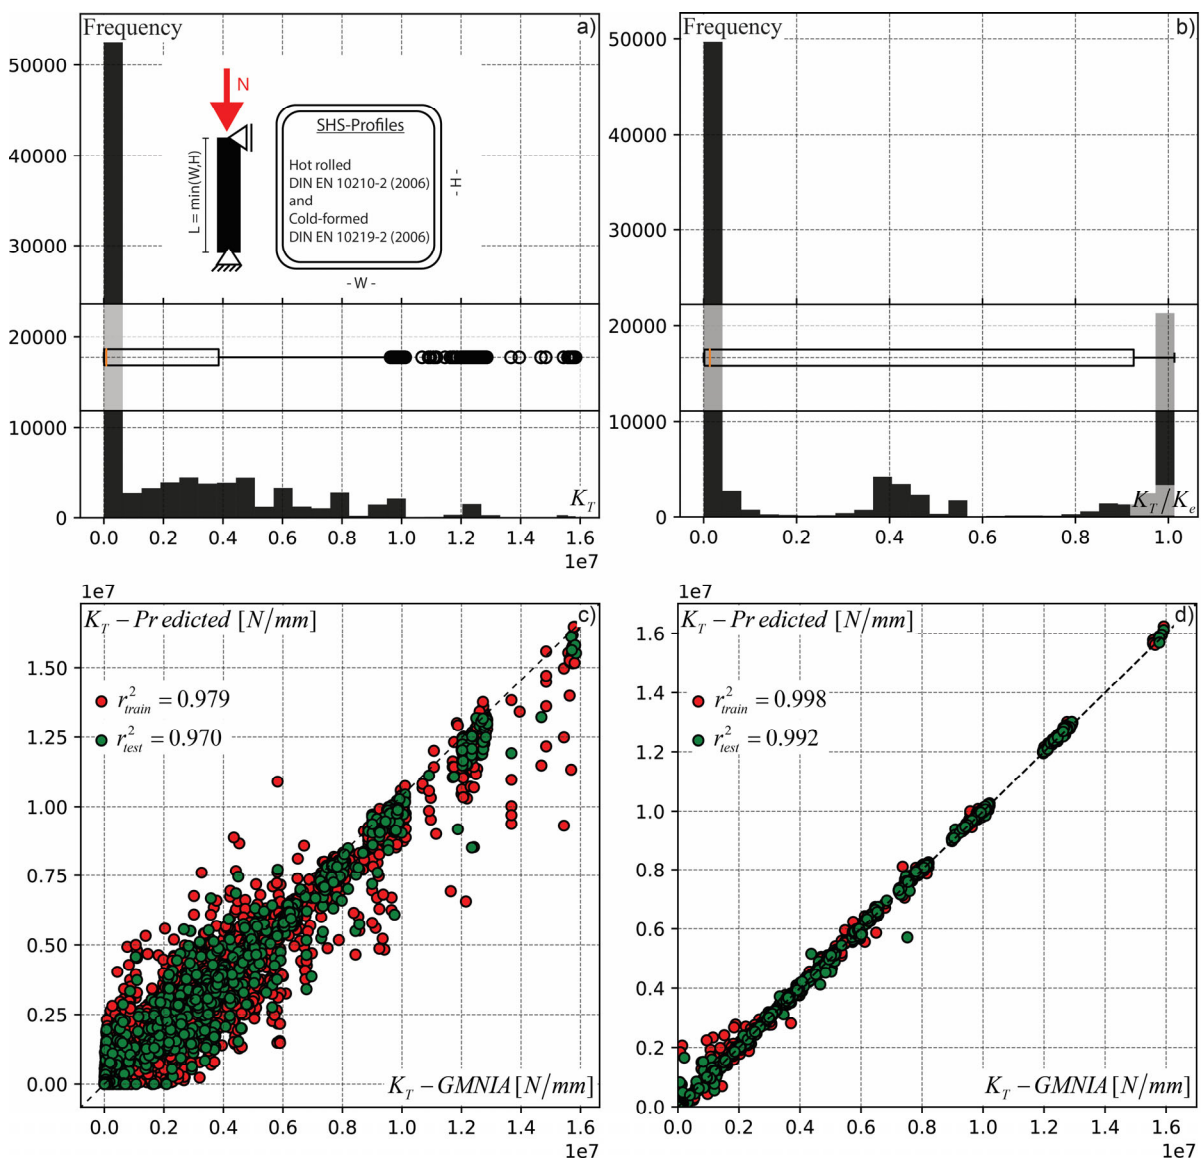 Frequency
a)
50000
40000
30000
20000
10000
0
N
L = min(W,H)
SHS-Profiles
Hot rolled
DIN EN 10210-2 (2006)
and
Cold-formed
DIN EN 10219-2 (2006)
- H -
- W -
K_T
0.0 0.2 0.4 0.6 0.8 1.0 1.2 1.4 1.6
1e7
Frequency
b)
50000
40000
30000
20000
10000
0
K_T/K_e
0.0 0.2 0.4 0.6 0.8 1.0
1e7
1e7
K_T – Pr edicted [N/mm]
c)
1.50
1.25
1.00
0.75
0.50
0.25
0.00
r²_train = 0.979
r²_test = 0.970
K_T – GMNIA [N/mm]
0.0 0.2 0.4 0.6 0.8 1.0 1.2 1.4 1.6
1e7
1e7
K_T – Pr edicted [N/mm]
d)
1.6
1.4
1.2
1.0
0.8
0.6
0.4
0.2
0.0
r²_train = 0.998
r²_test = 0.992
K_T – GMNIA [N/mm]
0.0 0.2 0.4 0.6 0.8 1.0 1.2 1.4 1.6
1e7